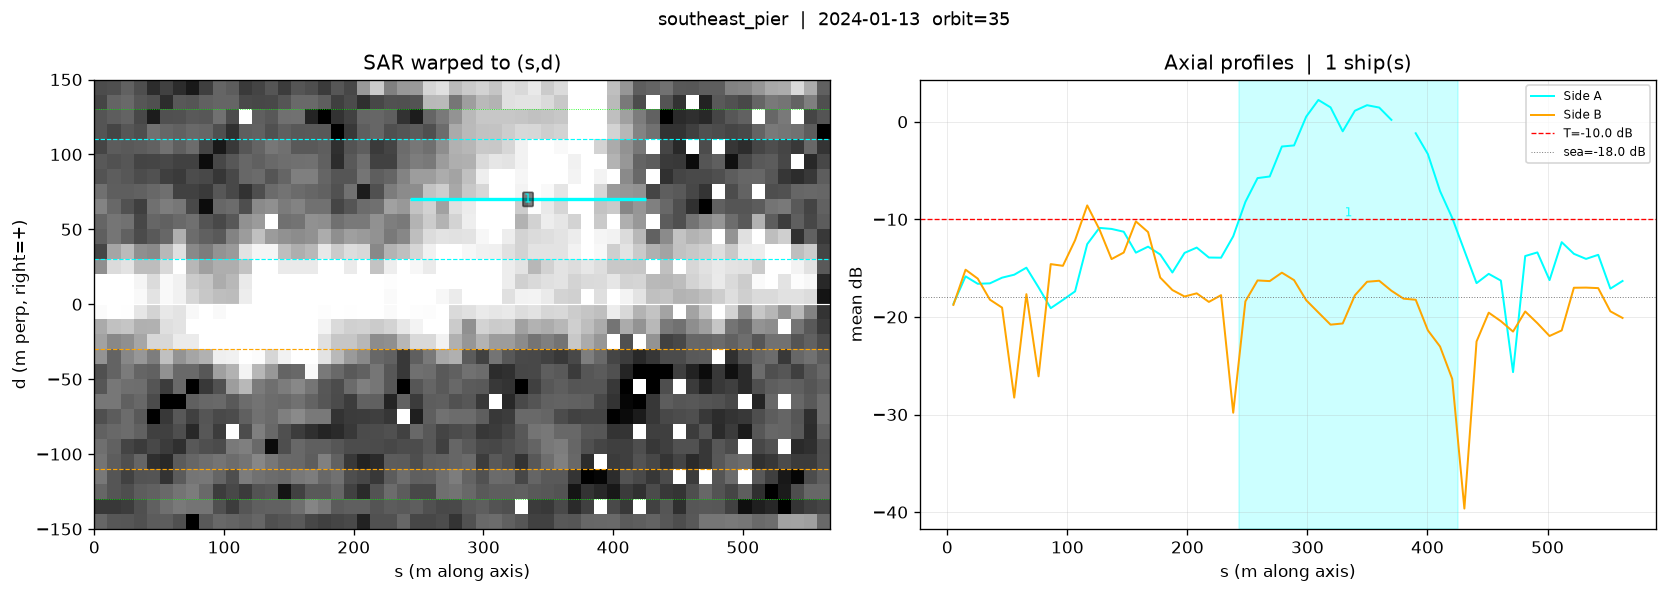 southeast_pier | 2024-01-13 orbit=35
SAR warped to (s,d)
150
100
50
0
−50
−100
−150
d (m perp, right=+)
1
0
100
200
300
400
500
s (m along axis)
Axial profiles | 1 ship(s)
0
−10
−20
−30
−40
mean dB
Side A
Side B
T=-10.0 dB
sea=-18.0 dB
1
0
100
200
300
400
500
s (m along axis)